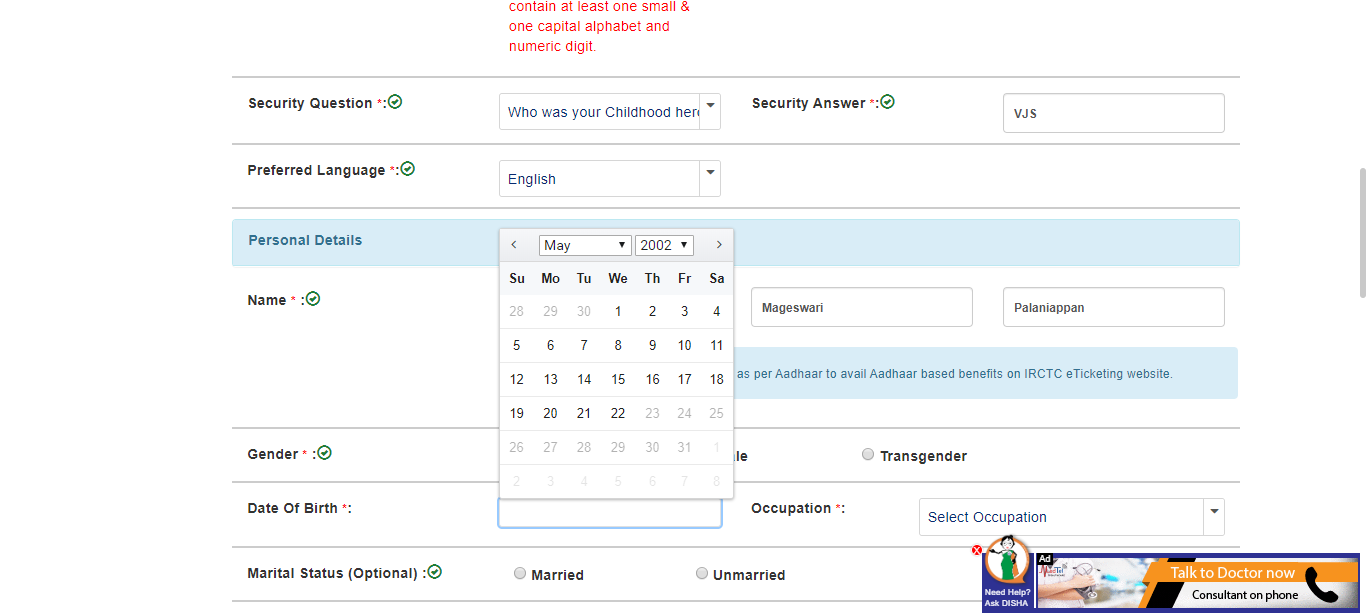 contain at least one small &
one capital alphabet and
numeric digit.
Security Question *:
Who was your Childhood hero
Security Answer *:
VJS
Preferred Language *:
English
Personal Details
May 2002
Su Mo Tu We Th Fr Sa
28 29 30 1 2 3 4
5 6 7 8 9 10 11
12 13 14 15 16 17 18
19 20 21 22 23 24 25
26 27 28 29 30 31 1
2 3 4 5 6 7 8
Name * :
Mageswari
Palaniappan
as per Aadhaar to avail Aadhaar based benefits on IRCTC eTicketing website.
Gender * :
le
Transgender
Date Of Birth *:
Occupation *:
Select Occupation
Marital Status (Optional) :
Married
Unmarried
Need Help?
Ask DISHA
Ad
Talk to Doctor now
Consultant on phone